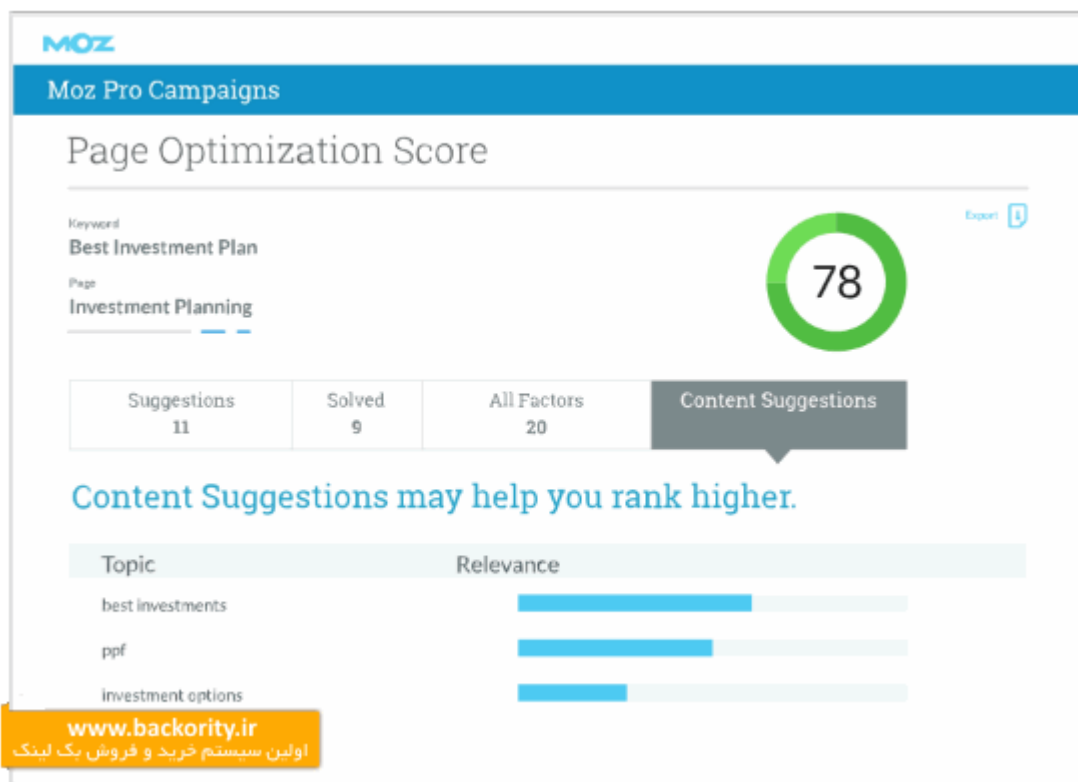 MOZ
Moz Pro Campaigns
Page Optimization Score
Export
Keyword
Best Investment Plan
Page
Investment Planning
78
Suggestions Solved All Factors Content Suggestions
11 9 20
Content Suggestions may help you rank higher.
Topic Relevance
best investments
ppf
investment options
www.backority.ir
اولین سیستم خرید و فروش بک لینک